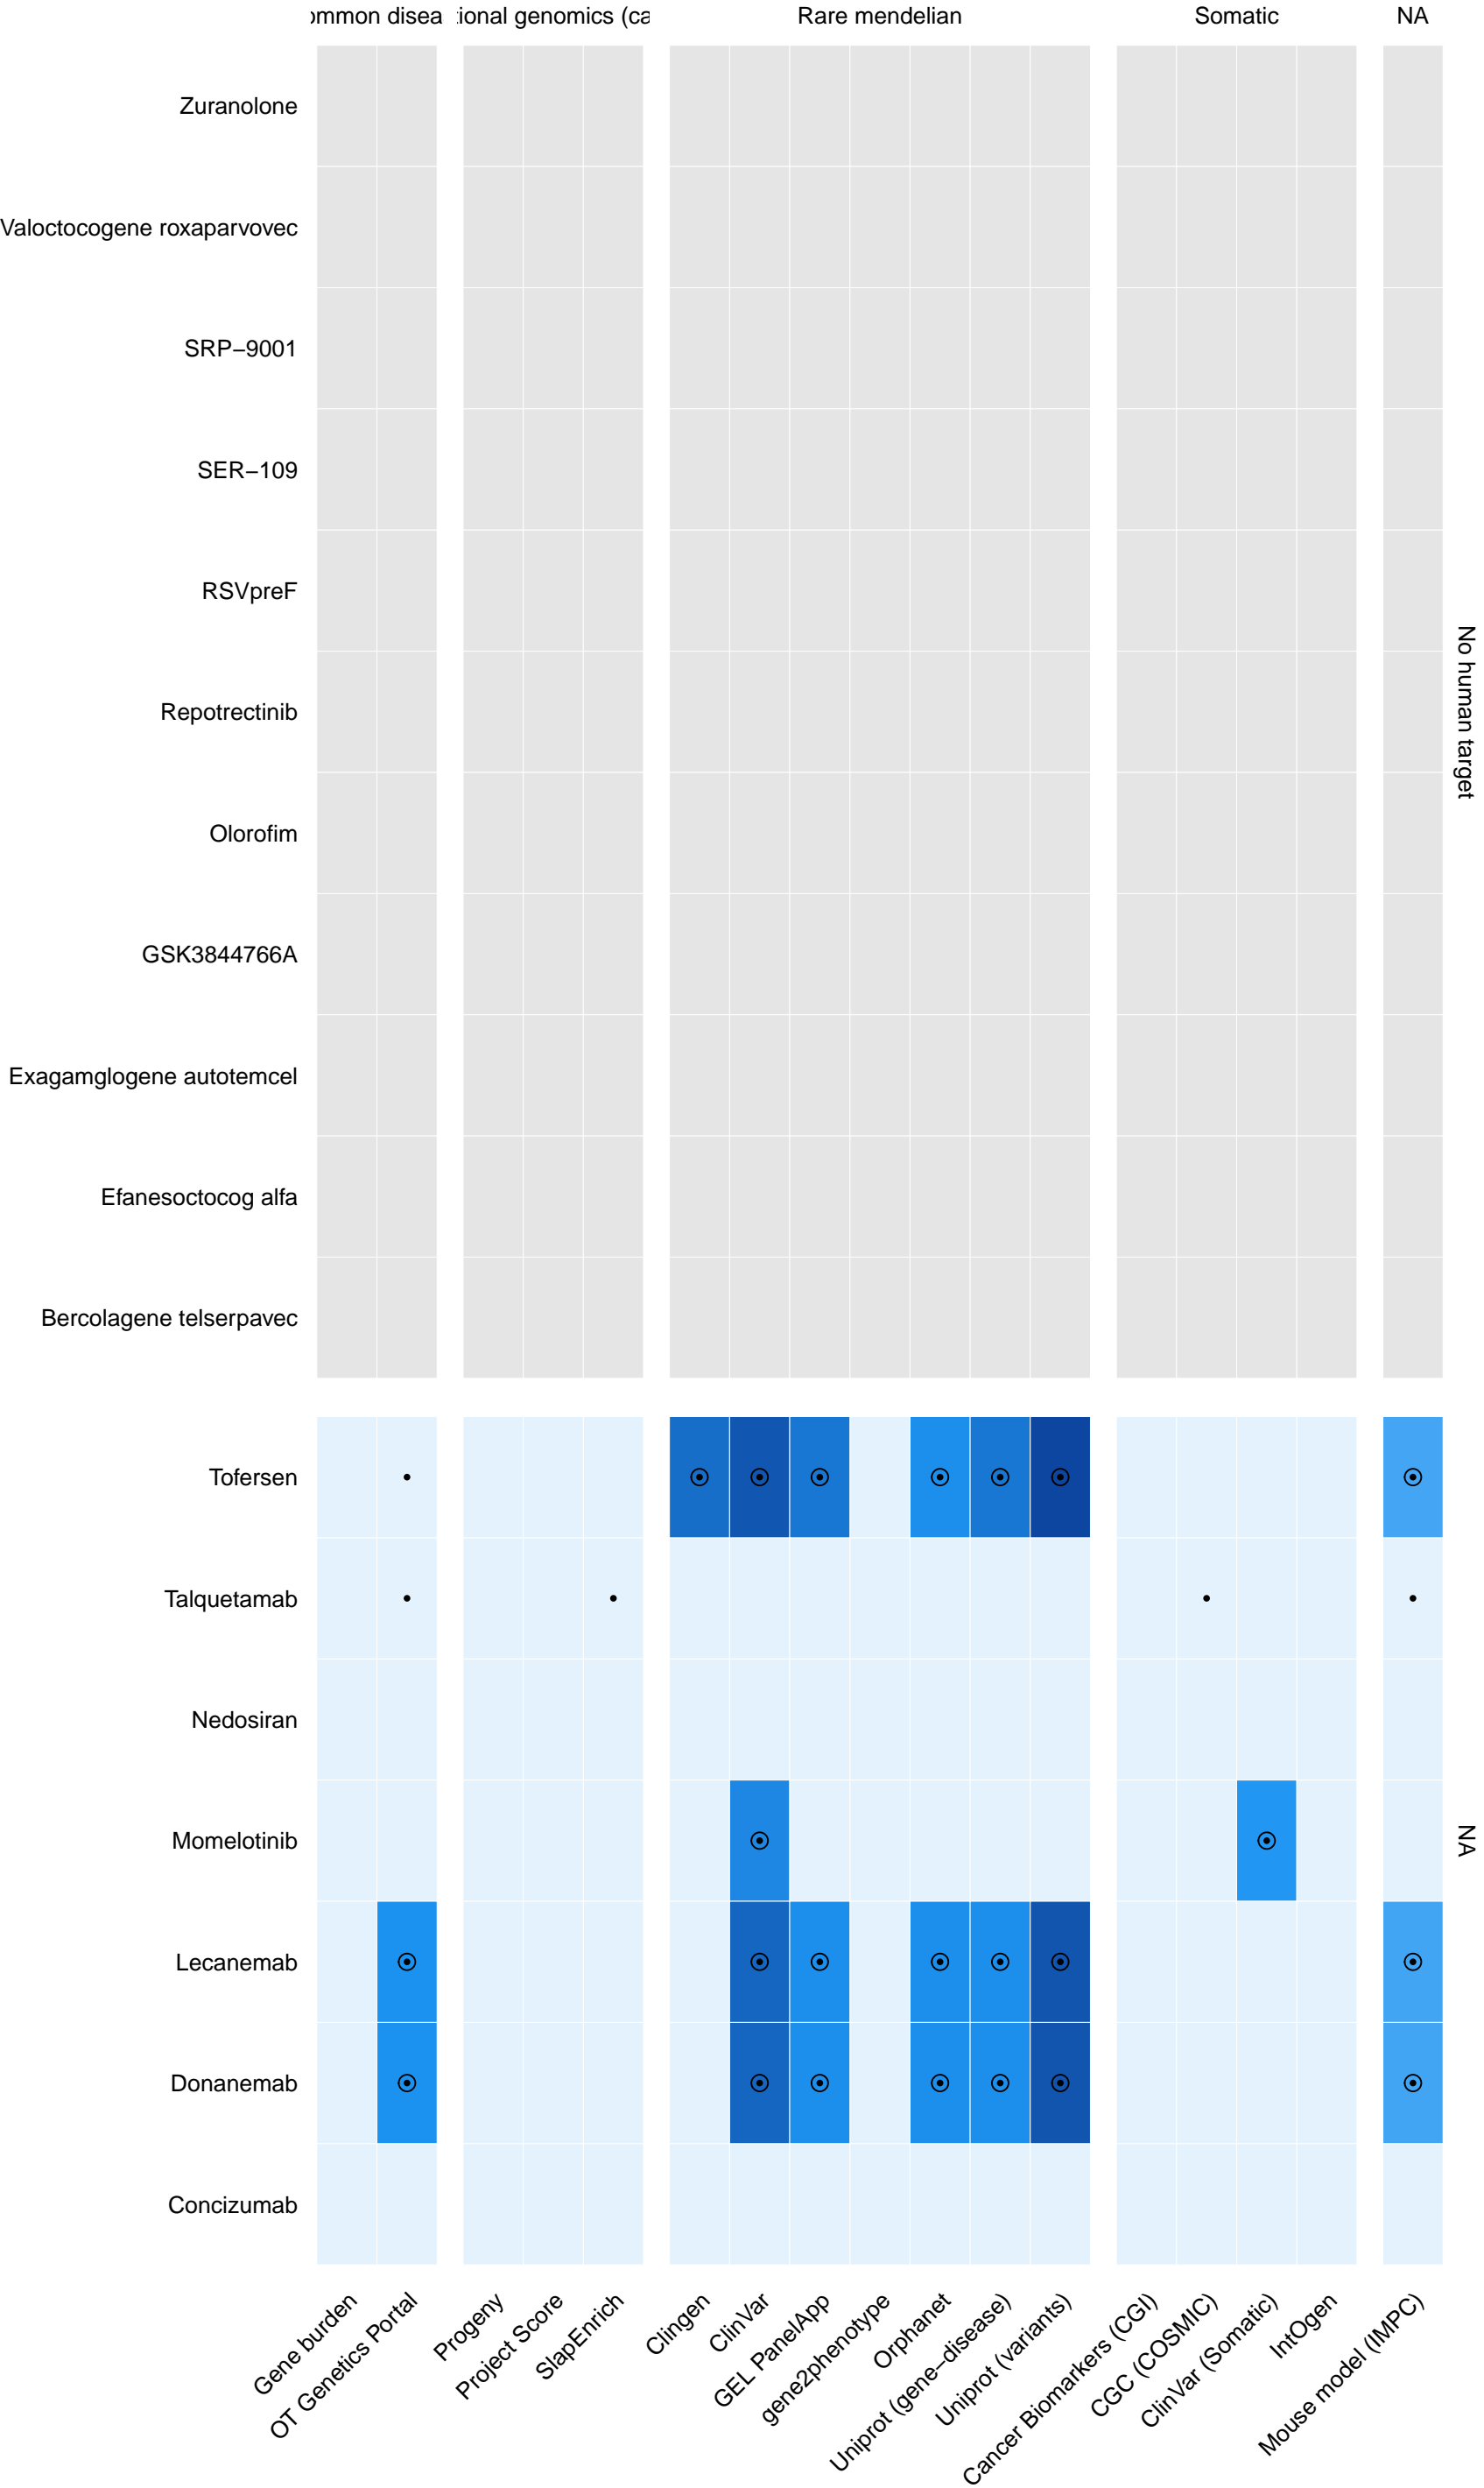 ommon disea
tional genomics (ca
Rare mendelian
Somatic
NA
Zuranolone
Valoctocogene roxaparvovec
SRP−9001
SER−109
RSVpreF
Repotrectinib
Olorofim
GSK3844766A
Exagamglogene autotemcel
Efanesoctocog alfa
Bercolagene telserpavec
No human target
Tofersen
Talquetamab
Nedosiran
Momelotinib
Lecanemab
Donanemab
Concizumab
NA
Gene burden
OT Genetics Portal
Progeny
Project Score
SlapEnrich
Clingen
ClinVar
GEL PanelApp
gene2phenotype
Orphanet
Uniprot (gene−disease)
Uniprot (variants)
Cancer Biomarkers (CGI)
CGC (COSMIC)
ClinVar (Somatic)
IntOgen
Mouse model (IMPC)